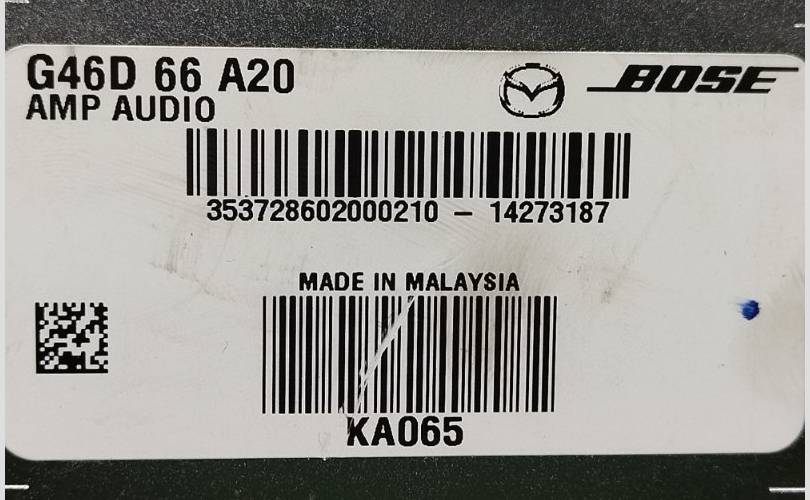 G46D 66 A20
AMP AUDIO
BOSE
353728602000210 – 14273187
MADE IN MALAYSIA
KA065